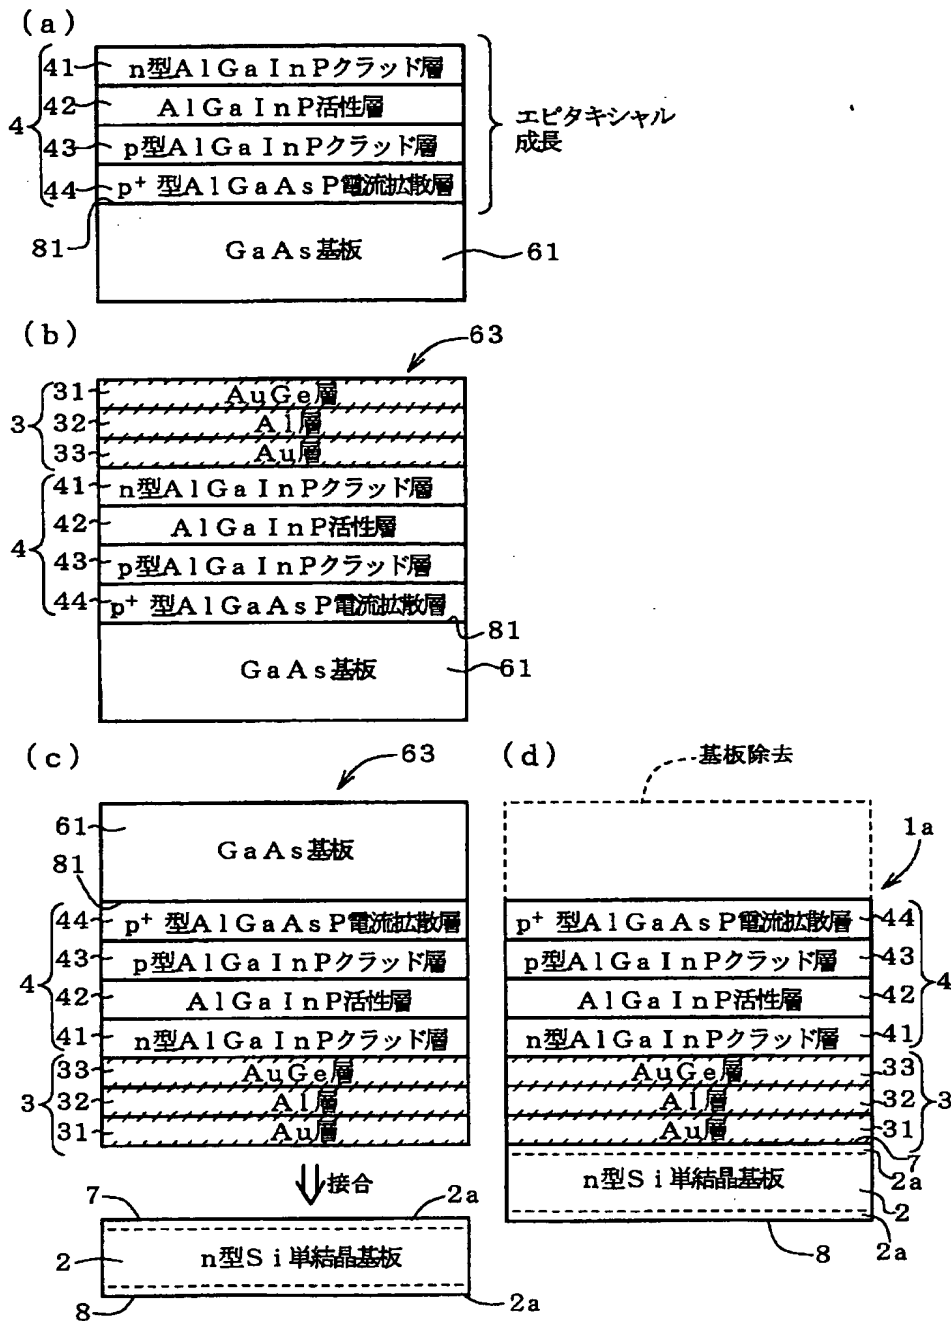 (a)
41
n型AlGaInPクラッド層
42
AlGaInP活性層
4
43
p型AlGaInPクラッド層
44
p⁺型AlGaAsP電流拡散層
エピタキシャル
成長
81
GaAs基板
61
(b)
63
31
AuGe層
3
32
Al層
33
Au層
41
n型AlGaInPクラッド層
42
AlGaInP活性層
4
43
p型AlGaInPクラッド層
44
p⁺型AlGaAsP電流拡散層
81
GaAs基板
61
(c)
63
61
GaAs基板
81
44
p⁺型AlGaAsP電流拡散層
43
p型AlGaInPクラッド層
4
42
AlGaInP活性層
41
n型AlGaInPクラッド層
33
AuGe層
3
32
Al層
31
Au層
接合
7
2a
2
n型Si単結晶基板
8
2a
(d)
基板除去
1a
p⁺型AlGaAsP電流拡散層
44
p型AlGaInPクラッド層
43
4
AlGaInP活性層
42
n型AlGaInPクラッド層
41
AuGe層
33
Al層
32
3
Au層
31
7
2a
n型Si単結晶基板
2
2a
8